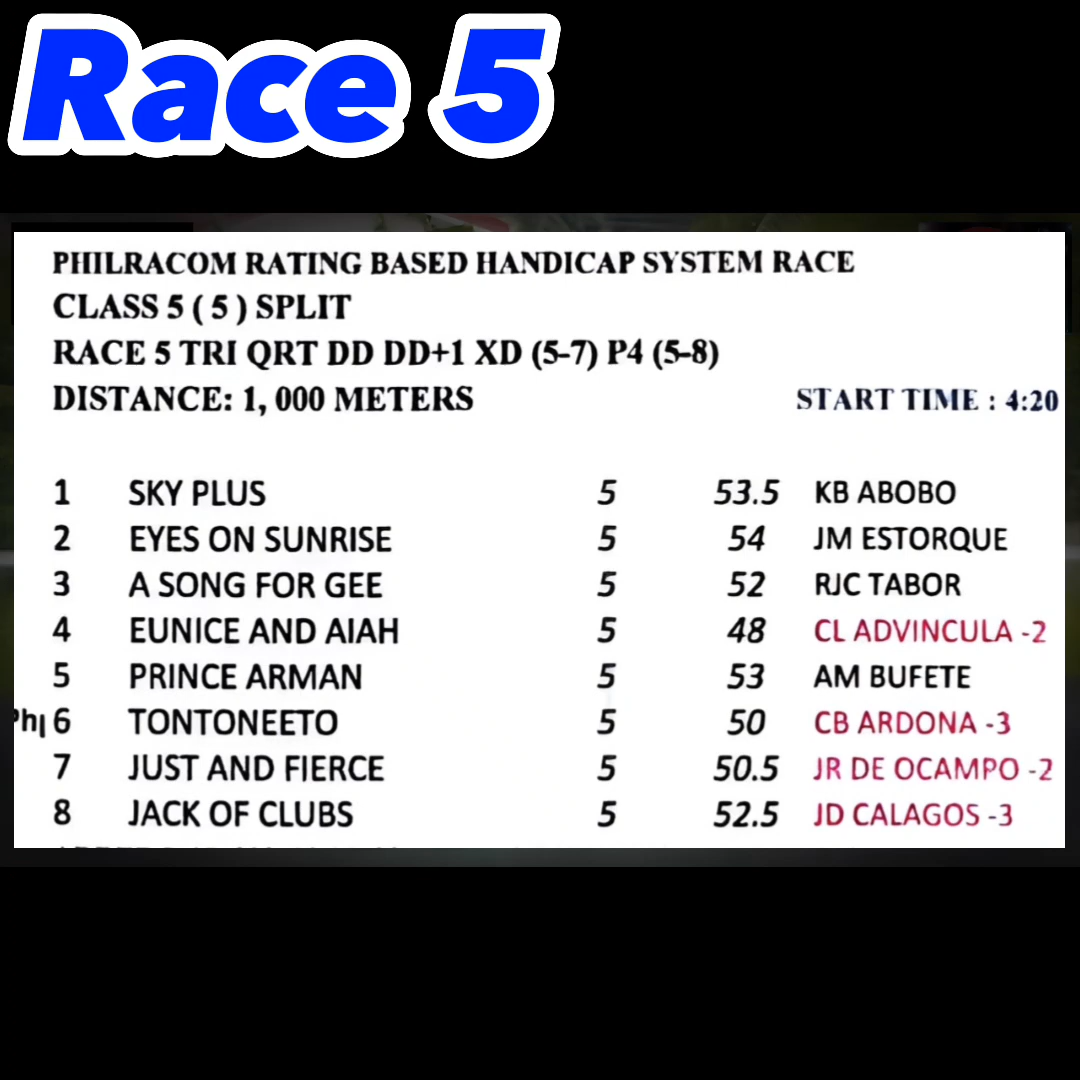 Race 5
PHILRACOM RATING BASED HANDICAP SYSTEM RACE
CLASS 5 ( 5 ) SPLIT
RACE 5 TRI QRT DD DD+1 XD (5-7) P4 (5-8)
DISTANCE: 1, 000 METERS START TIME : 4:20
1 SKY PLUS 5 53.5 KB ABOBO
2 EYES ON SUNRISE 5 54 JM ESTORQUE
3 A SONG FOR GEE 5 52 RJC TABOR
4 EUNICE AND AIAH 5 48 CL ADVINCULA -2
5 PRINCE ARMAN 5 53 AM BUFETE
6 TONTONEETO 5 50 CB ARDONA -3
7 JUST AND FIERCE 5 50.5 JR DE OCAMPO -2
8 JACK OF CLUBS 5 52.5 JD CALAGOS -3